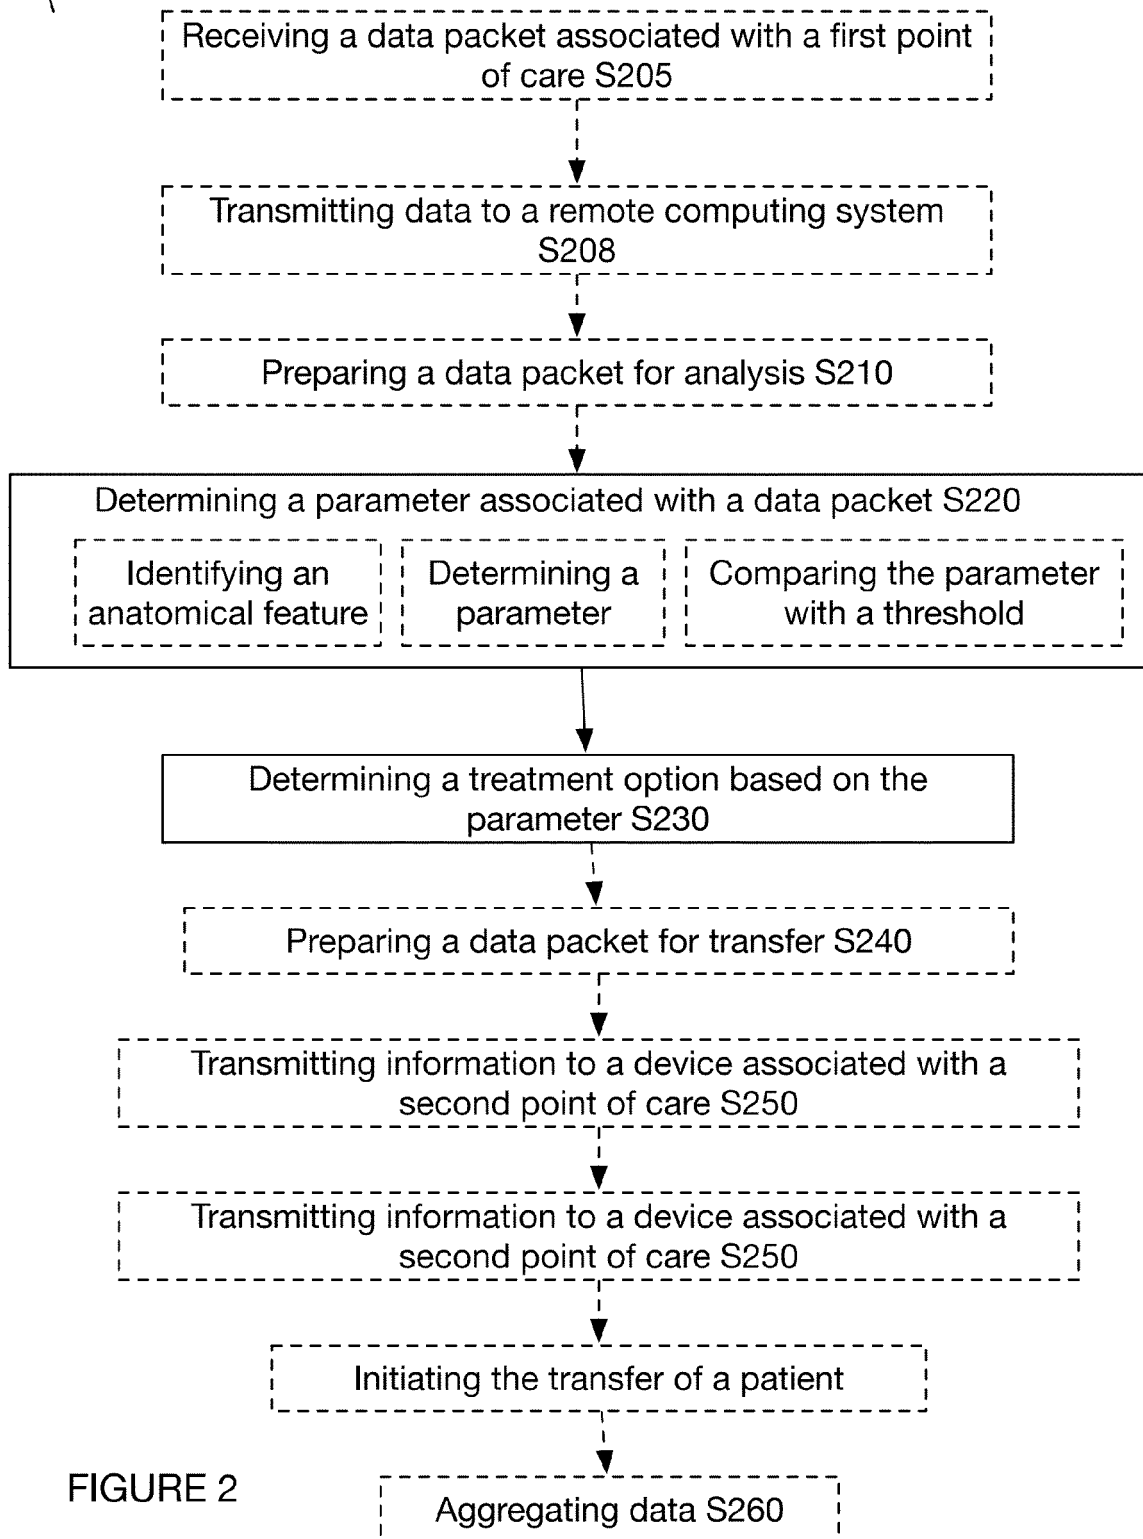 Receiving a data packet associated with a first point
of care S205
Transmitting data to a remote computing system
S208
Preparing a data packet for analysis S210
Determining a parameter associated with a data packet S220
Identifying an
anatomical feature
Determining a
parameter
Comparing the parameter
with a threshold
Determining a treatment option based on the
parameter S230
Preparing a data packet for transfer S240
Transmitting information to a device associated with a
second point of care S250
Transmitting information to a device associated with a
second point of care S250
Initiating the transfer of a patient
Aggregating data S260
FIGURE 2